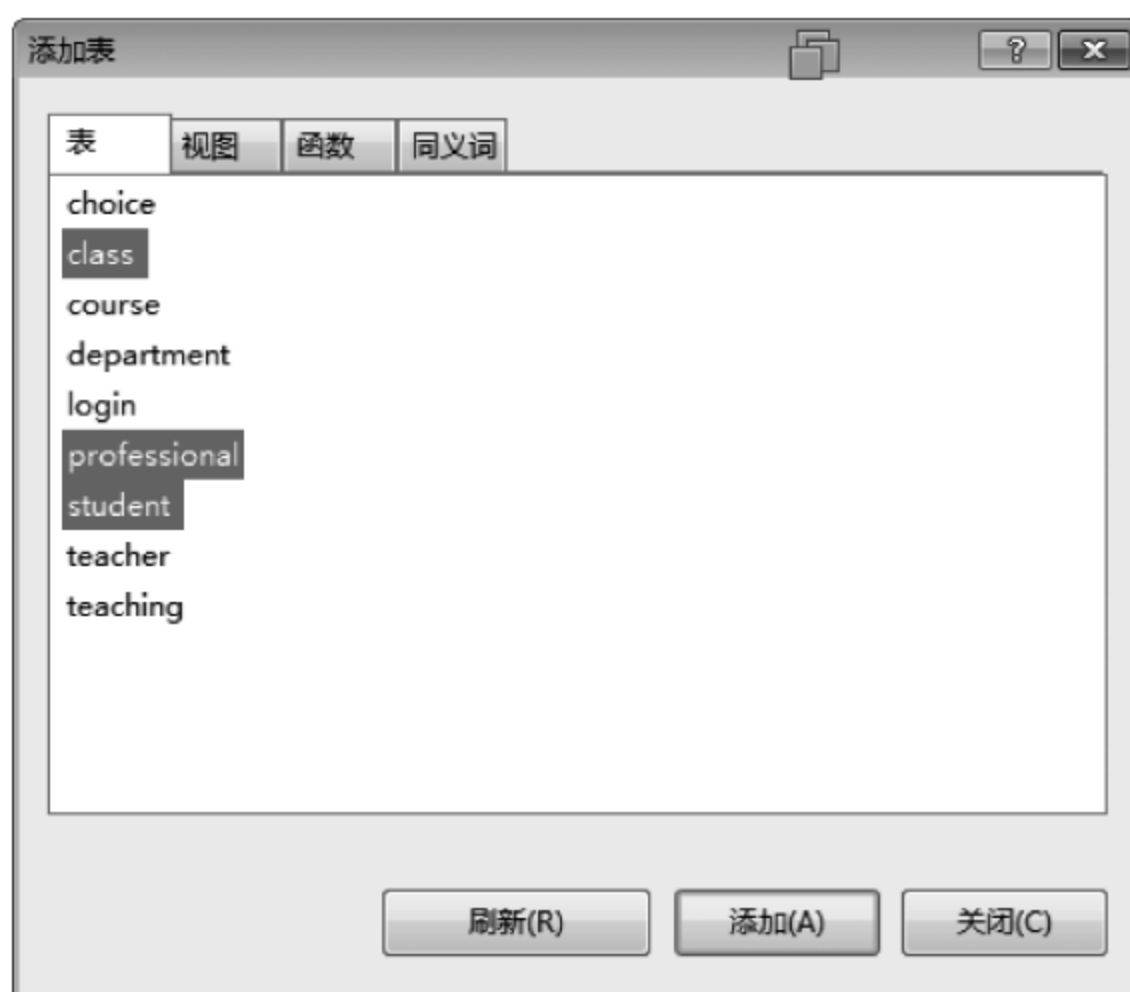 添加表
表 视图 函数 同义词
choice
class
course
department
login
professional
student
teacher
teaching
刷新(R) 添加(A) 关闭(C)